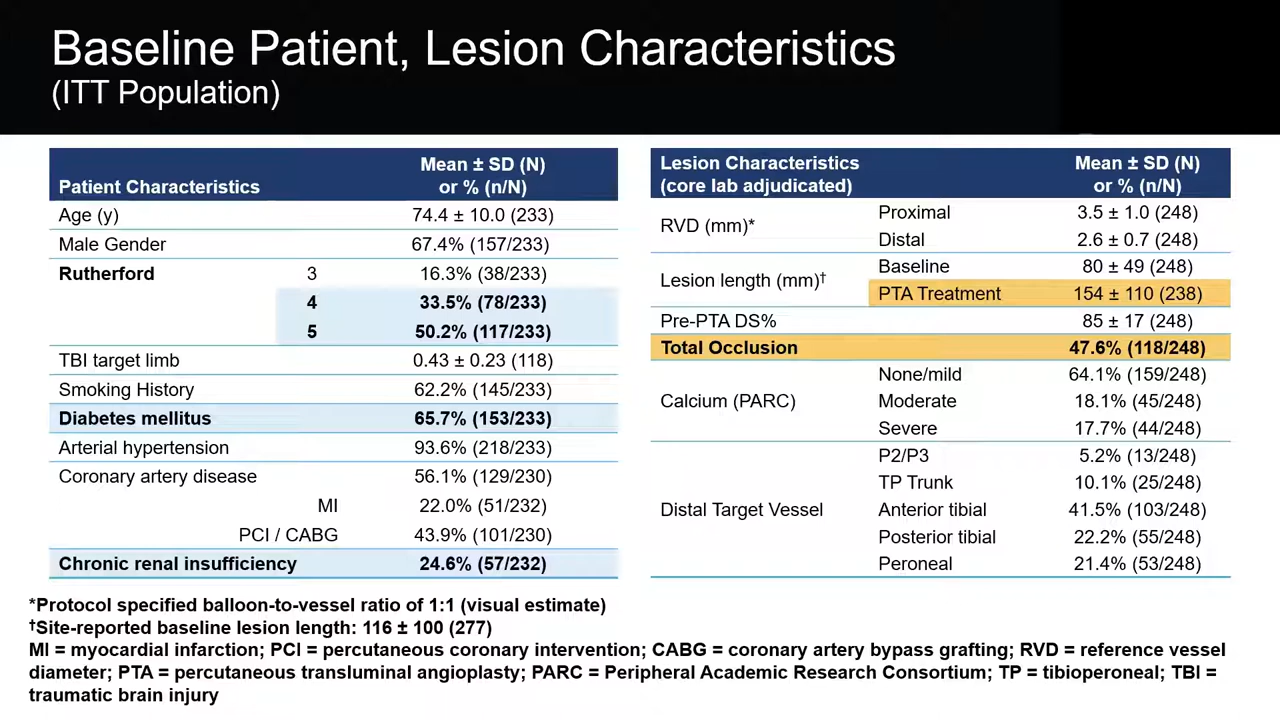 Baseline Patient, Lesion Characteristics
(ITT Population)
Patient Characteristics Mean ± SD (N) or % (n/N)
Age (y) 74.4 ± 10.0 (233)
Male Gender 67.4% (157/233)
Rutherford 3 16.3% (38/233)
4 33.5% (78/233)
5 50.2% (117/233)
TBI target limb 0.43 ± 0.23 (118)
Smoking History 62.2% (145/233)
Diabetes mellitus 65.7% (153/233)
Arterial hypertension 93.6% (218/233)
Coronary artery disease 56.1% (129/230)
MI 22.0% (51/232)
PCI / CABG 43.9% (101/230)
Chronic renal insufficiency 24.6% (57/232)
Lesion Characteristics Mean ± SD (N)
(core lab adjudicated) or % (n/N)
RVD (mm)* Proximal 3.5 ± 1.0 (248)
Distal 2.6 ± 0.7 (248)
Lesion length (mm)† Baseline 80 ± 49 (248)
PTA Treatment 154 ± 110 (238)
Pre-PTA DS% 85 ± 17 (248)
Total Occlusion 47.6% (118/248)
Calcium (PARC) None/mild 64.1% (159/248)
Moderate 18.1% (45/248)
Severe 17.7% (44/248)
Distal Target Vessel P2/P3 5.2% (13/248)
TP Trunk 10.1% (25/248)
Anterior tibial 41.5% (103/248)
Posterior tibial 22.2% (55/248)
Peroneal 21.4% (53/248)
*Protocol specified balloon-to-vessel ratio of 1:1 (visual estimate)
†Site-reported baseline lesion length: 116 ± 100 (277)
MI = myocardial infarction; PCI = percutaneous coronary intervention; CABG = coronary artery bypass grafting; RVD = reference vessel
diameter; PTA = percutaneous transluminal angioplasty; PARC = Peripheral Academic Research Consortium; TP = tibioperoneal; TBI =
traumatic brain injury